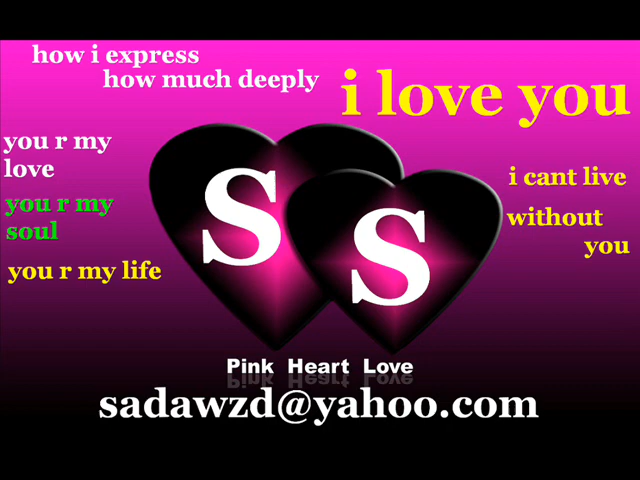 how i express
how much deeply
i love you
you r my
love
you r my
soul
you r my life
i cant live
without
you
S
S
Pink Heart Love
sadawzd@yahoo.com